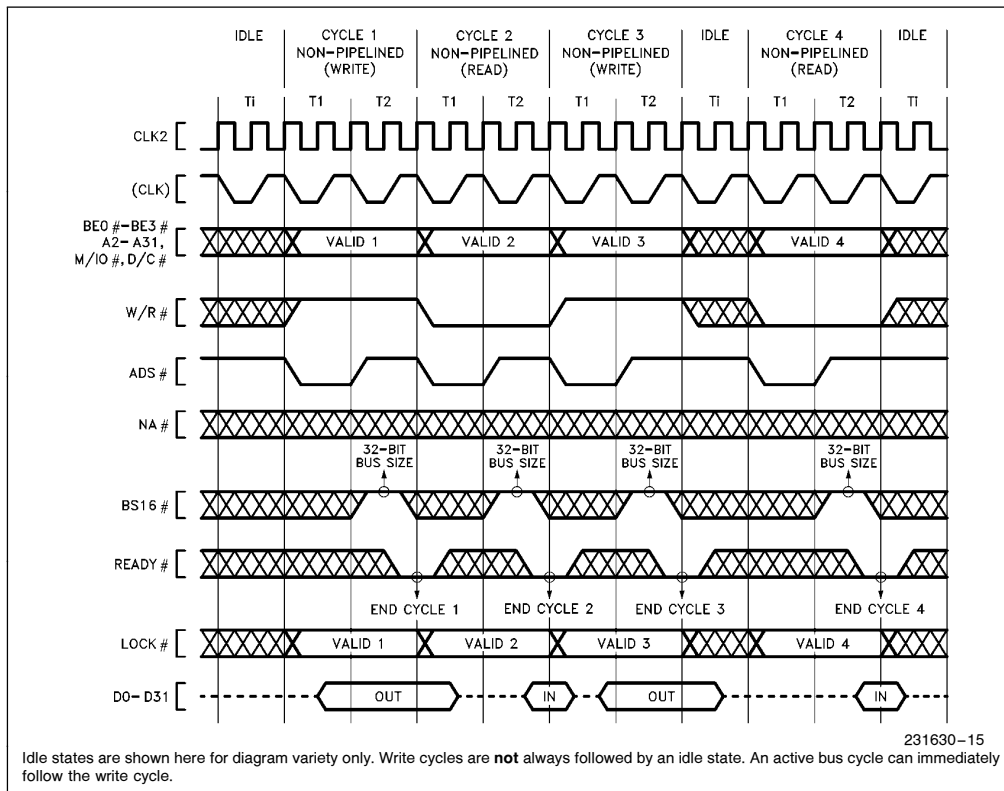 IDLE CYCLE 1 CYCLE 2 CYCLE 3 IDLE CYCLE 4 IDLE
NON-PIPELINED NON-PIPELINED NON-PIPELINED NON-PIPELINED
(WRITE) (READ) (WRITE) (READ)
Ti T1 T2 T1 T2 T1 T2 Ti T1 T2 Ti
CLK2
(CLK)
BE0 #-BE3 #
A2-A31,
M/IO #, D/C #
VALID 1 VALID 2 VALID 3 VALID 4
W/R #
ADS #
NA #
32-BIT 32-BIT 32-BIT 32-BIT
BUS SIZE BUS SIZE BUS SIZE BUS SIZE
BS16 #
READY #
END CYCLE 1 END CYCLE 2 END CYCLE 3 END CYCLE 4
LOCK # VALID 1 VALID 2 VALID 3 VALID 4
D0-D31 OUT IN OUT IN
231630-15
Idle states are shown here for diagram variety only. Write cycles are not always followed by an idle state. An active bus cycle can immediately
follow the write cycle.